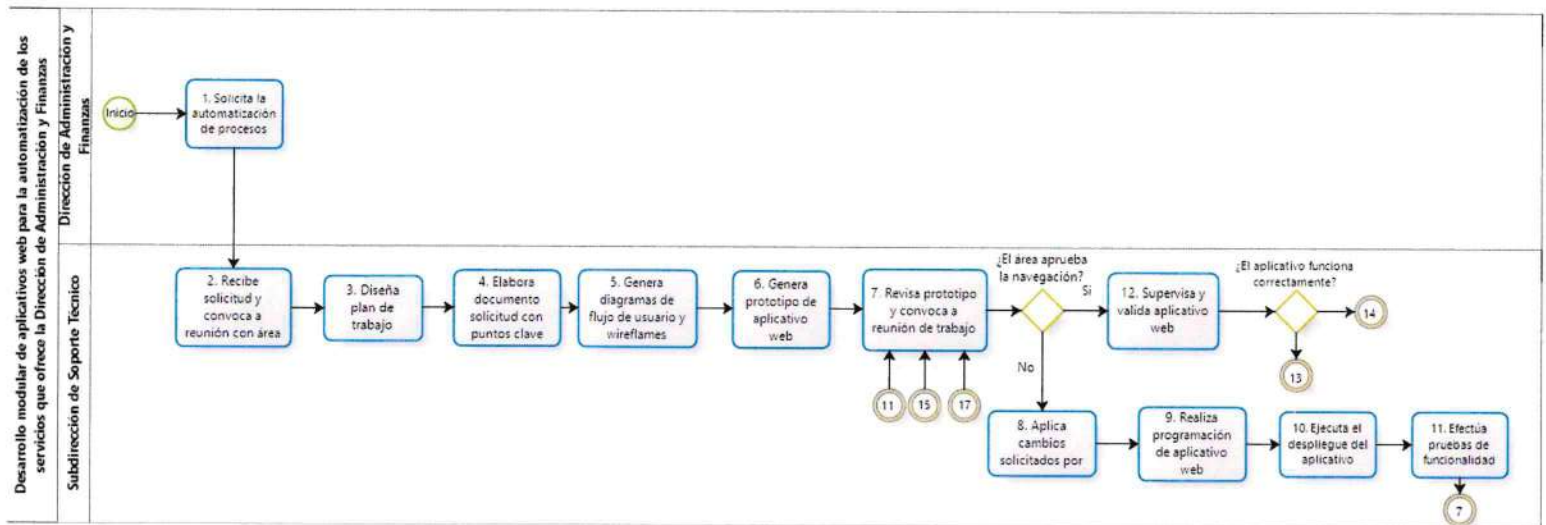 Desarrollo modular de aplicativos web para la automatización de los
servicios que ofrece la Dirección de Administración y Finanzas
Dirección de Administración y
Finanzas
Inicio
1. Solicita la
automatización
de procesos
Subdirección de Soporte Técnico
2. Recibe
solicitud y
convoca a
reunión con área
3. Diseña
plan de
trabajo
4. Elabora
documento
solicitud con
puntos clave
5. Genera
diagramas de
flujo de usuario y
wireflames
6. Genera
prototipo de
aplicativo
web
7. Revisa prototipo
y convoca a
reunión de trabajo
11
15
17
¿El área aprueba
la navegación?
Si
No
12. Supervisa y
valida aplicativo
web
¿El aplicativo funciona
correctamente?
14
13
8. Aplica
cambios
solicitados por
9. Realiza
programación
de aplicativo
web
10. Ejecuta el
despliegue del
aplicativo
11. Efectúa
pruebas de
funcionalidad
7